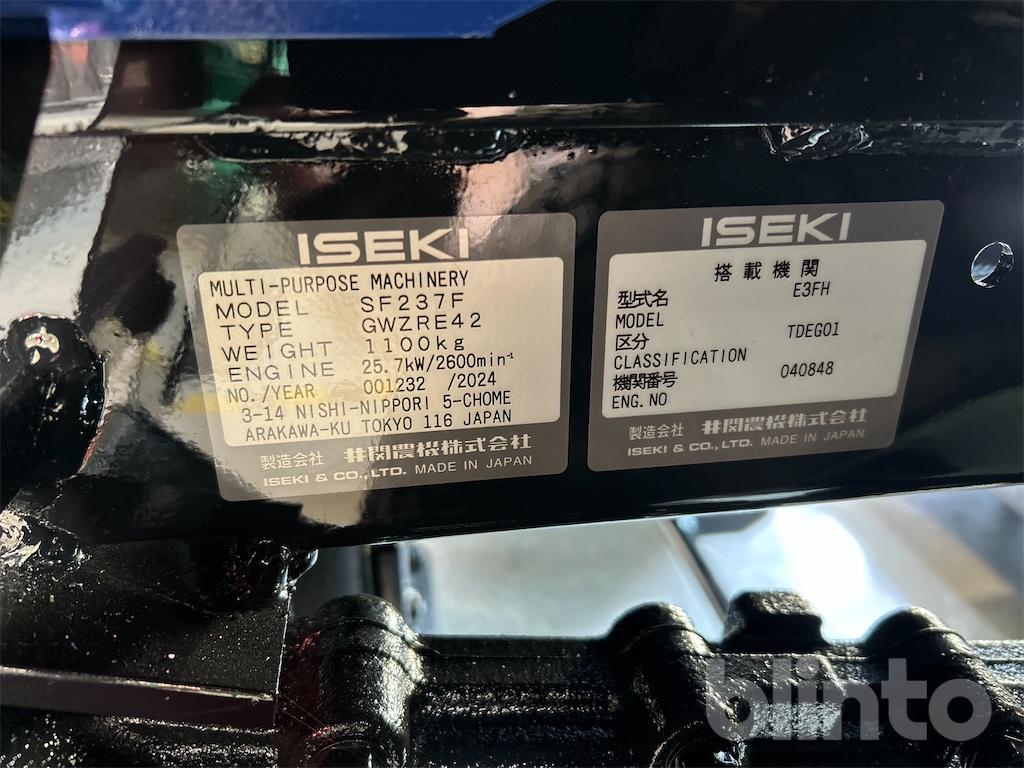 ISEKI
MULTI-PURPOSE MACHINERY
MODEL SF237F
TYPE GWZRE42
WEIGHT 1100kg
ENGINE 25.7kW/2600min⁻¹
NO./YEAR 001232 /2024
3-14 NISHI-NIPPORI 5-CHOME
ARAKAWA-KU TOKYO 116 JAPAN
製造会社 井関農機株式会社
ISEKI & CO., LTD. MADE IN JAPAN
ISEKI
搭載機関
型式名 E3FH
MODEL
区分 TDEG01
CLASSIFICATION
機関番号 040848
ENG. NO
製造会社 井関農機株式会社
ISEKI & CO., LTD. MADE IN JAPAN
blinto